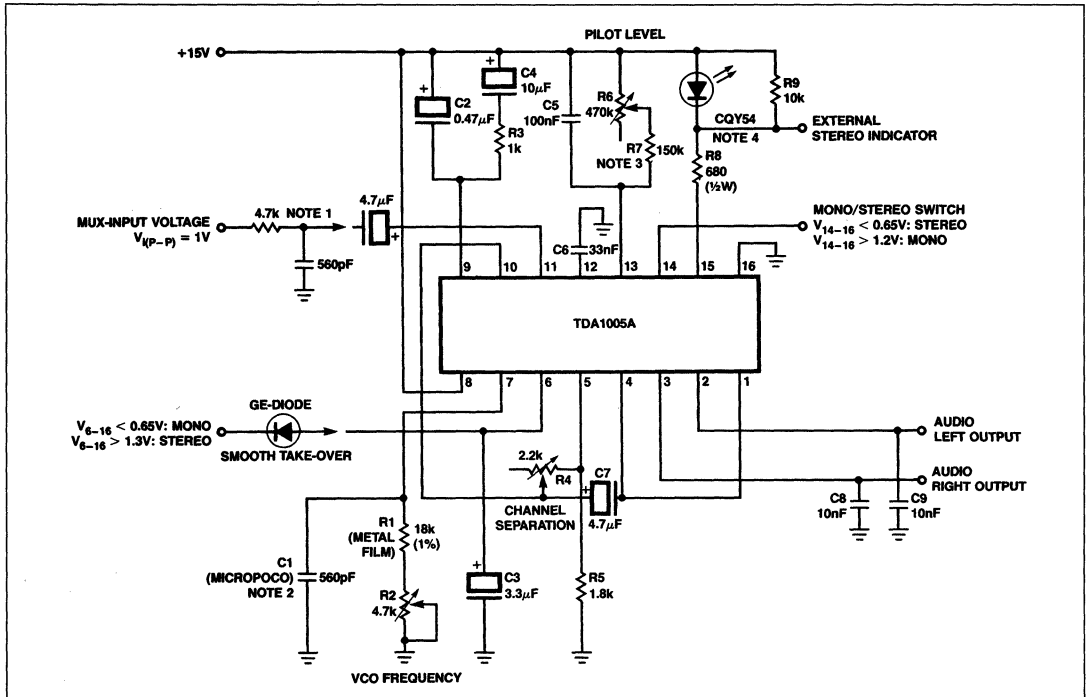 PILOT LEVEL
+15V
C4
10µF
C2
0.47µF
R3
1k
C5
100nF
R6
470k
R7
150k
NOTE 3
R9
10k
CQY54
NOTE 4
EXTERNAL
STEREO INDICATOR
R8
680
(½W)
MUX-INPUT VOLTAGE
V_I(P–P) = 1V
4.7k
NOTE 1
4.7µF
560pF
C6
33nF
MONO/STEREO SWITCH
V_14–16 < 0.65V: STEREO
V_14–16 > 1.2V: MONO
9 10 11 12 13 14 15 16
TDA1005A
8 7 6 5 4 3 2 1
GE-DIODE
V_6–16 < 0.65V: MONO
V_6–16 > 1.3V: STEREO
SMOOTH TAKE-OVER
AUDIO
LEFT OUTPUT
AUDIO
RIGHT OUTPUT
2.2k
R4
C7
4.7µF
CHANNEL
SEPARATION
C8
10nF
C9
10nF
R1
(METAL
FILM)
18k
(1%)
C1
(MICROPOCO)
NOTE 2
560pF
R2
4.7k
C3
3.3µF
R5
1.8k
VCO FREQUENCY